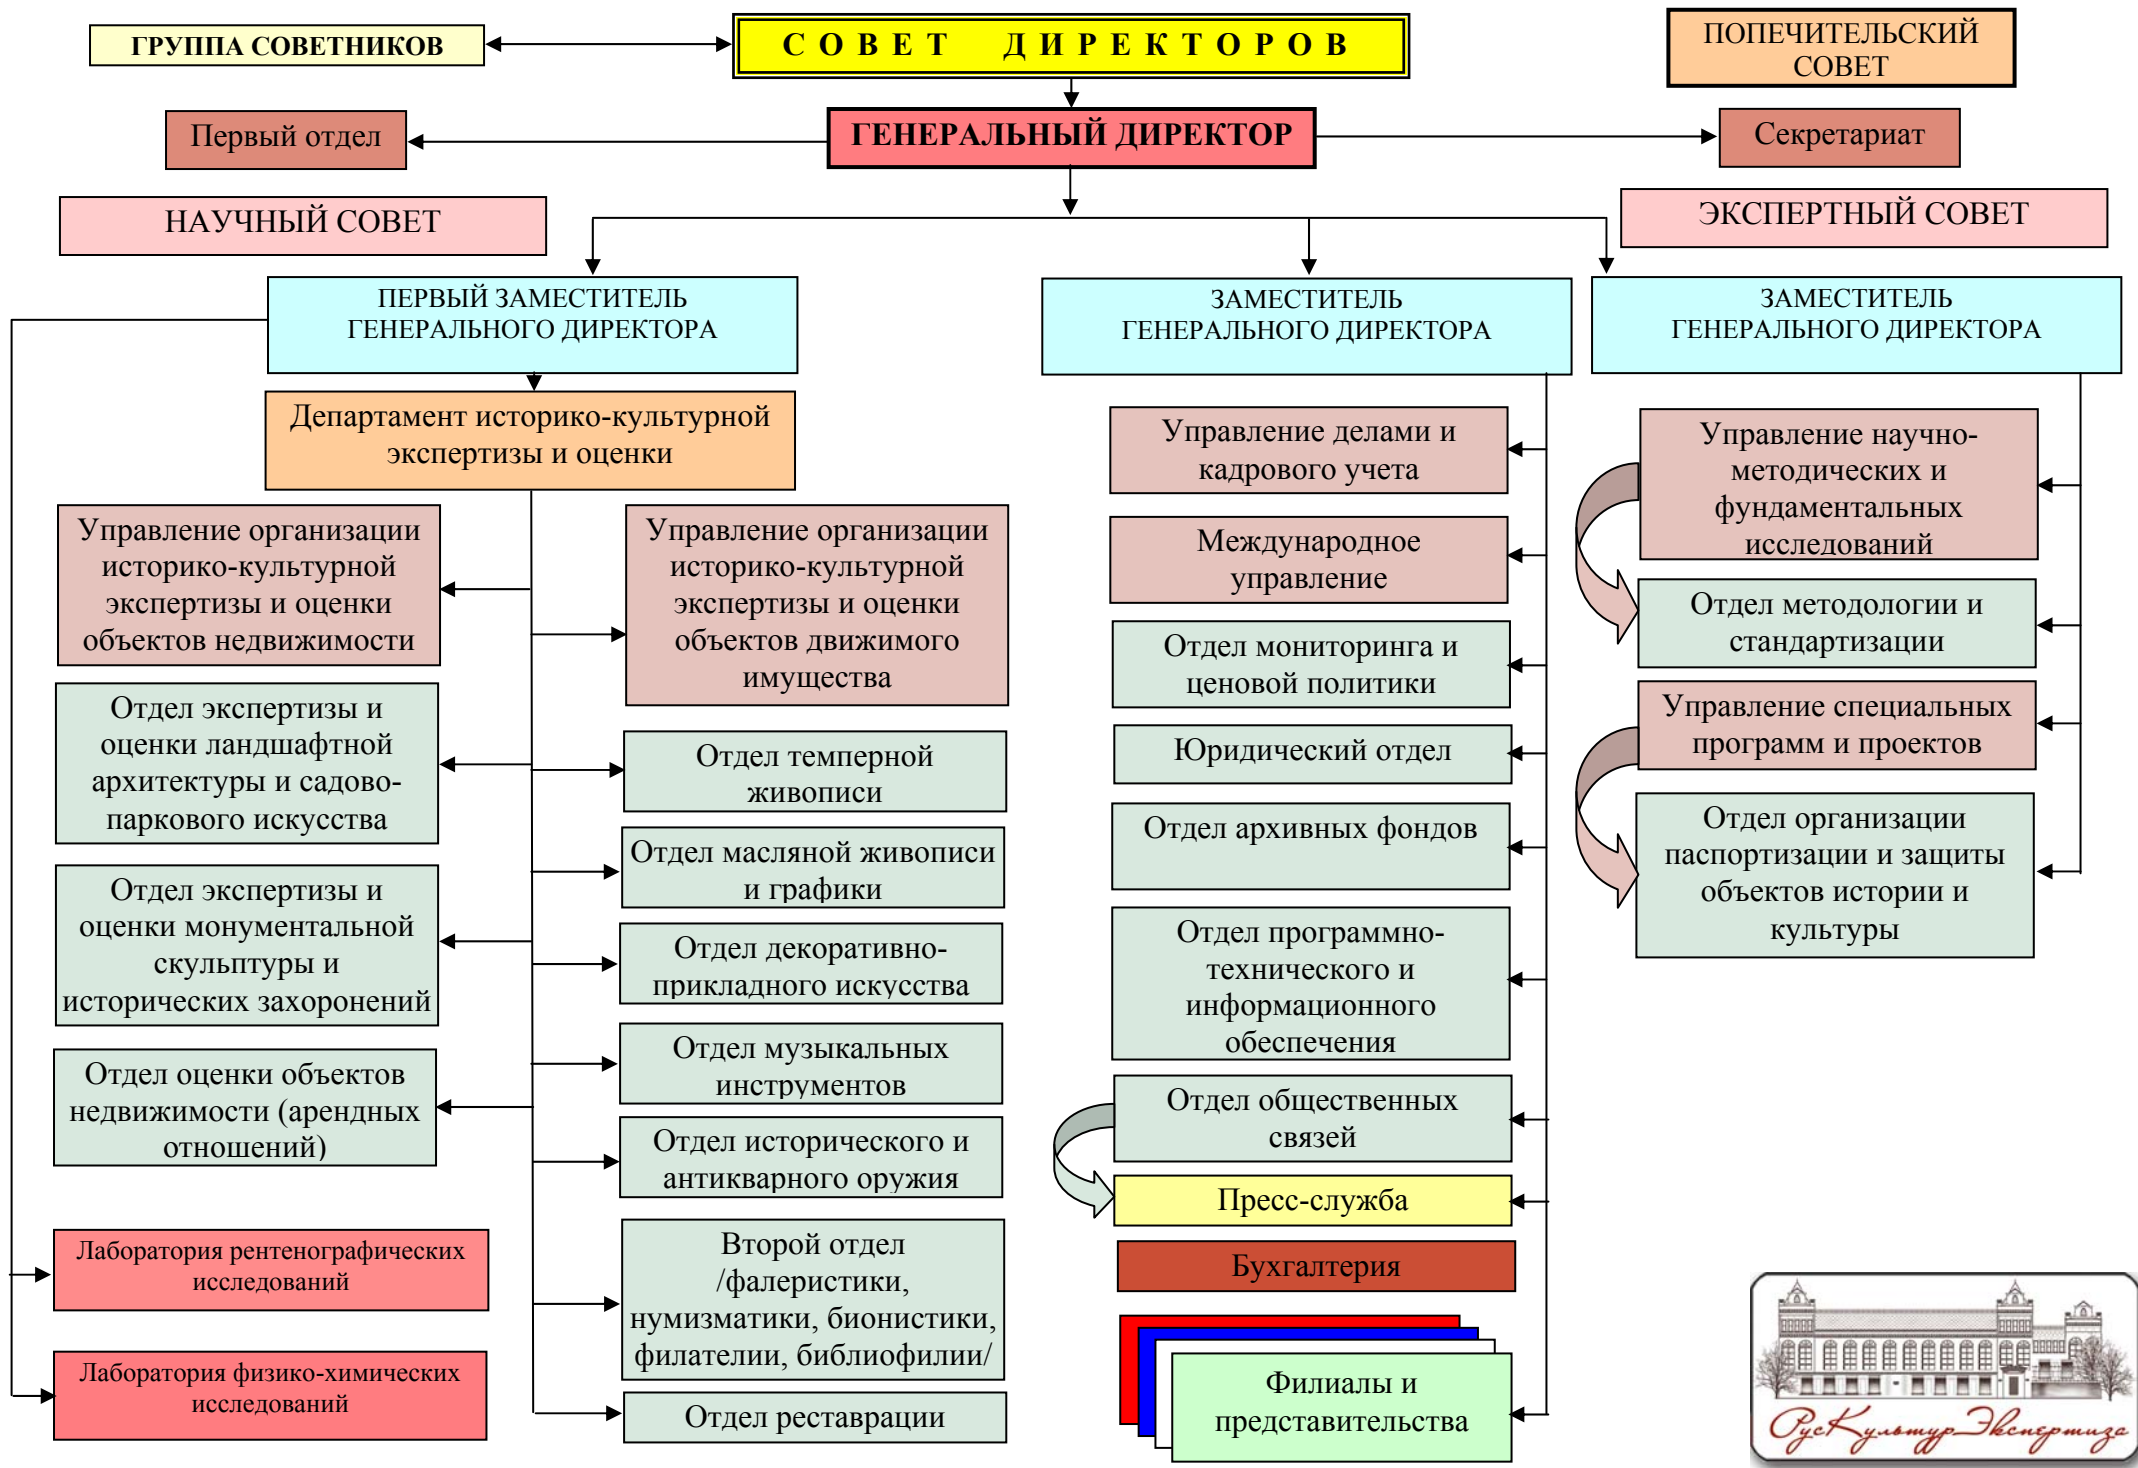 ГРУППА СОВЕТНИКОВ
СОВЕТ ДИРЕКТОРОВ
ПОПЕЧИТЕЛЬСКИЙ
СОВЕТ
Первый отдел
ГЕНЕРАЛЬНЫЙ ДИРЕКТОР
Секретариат
НАУЧНЫЙ СОВЕТ
ЭКСПЕРТНЫЙ СОВЕТ
ПЕРВЫЙ ЗАМЕСТИТЕЛЬ
ГЕНЕРАЛЬНОГО ДИРЕКТОРА
ЗАМЕСТИТЕЛЬ
ГЕНЕРАЛЬНОГО ДИРЕКТОРА
ЗАМЕСТИТЕЛЬ
ГЕНЕРАЛЬНОГО ДИРЕКТОРА
Департамент историко-культурной
экспертизы и оценки
Управление организации
историко-культурной
экспертизы и оценки
объектов недвижимости
Отдел экспертизы и
оценки ландшафтной
архитектуры и садово-
паркового искусства
Отдел экспертизы и
оценки монументальной
скульптуры и
исторических захоронений
Отдел оценки объектов
недвижимости (арендных
отношений)
Лаборатория рентенографических
исследований
Лаборатория физико-химических
исследований
Управление организации
историко-культурной
экспертизы и оценки
объектов движимого
имущества
Отдел темперной
живописи
Отдел масляной живописи
и графики
Отдел декоративно-
прикладного искусства
Отдел музыкальных
инструментов
Отдел исторического и
антикварного оружия
Второй отдел
/фалеристики,
нумизматики, бионистики,
филателии, библиофилии/
Отдел реставрации
Управление делами и
кадрового учета
Международное
управление
Отдел мониторинга и
ценовой политики
Юридический отдел
Отдел архивных фондов
Отдел программно-
технического и
информационного
обеспечения
Отдел общественных
связей
Пресс-служба
Бухгалтерия
Филиалы и
представительства
Управление научно-
методических и
фундаментальных
исследований
Отдел методологии и
стандартизации
Управление специальных
программ и проектов
Отдел организации
паспортизации и защиты
объектов истории и
культуры
РусКультурЭкспертиза